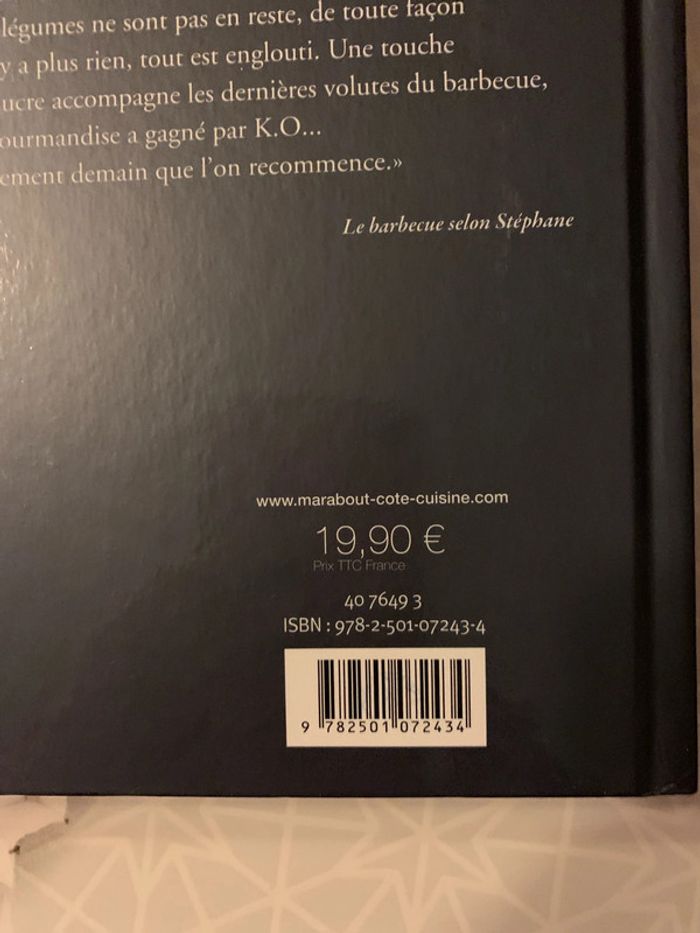 légumes ne sont pas en reste, de toute façon
y a plus rien, tout est englouti. Une touche
ucre accompagne les dernières volutes du barbecue,
ourmandise a gagné par K.O...
ement demain que l'on recommence.»
Le barbecue selon Stéphane
www.marabout-cote-cuisine.com
19,90 €
Prix TTC France
40 7649 3
ISBN : 978-2-501-07243-4
9 782501 072434